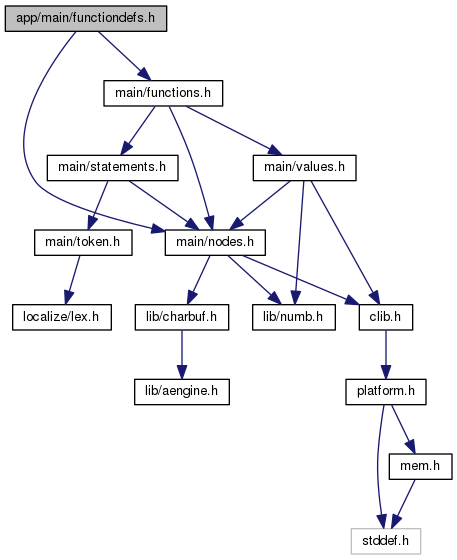 app/main/functiondefs.h
main/functions.h
main/statements.h
main/values.h
main/token.h
main/nodes.h
localize/lex.h
lib/charbuf.h
lib/numb.h
clib.h
lib/aengine.h
platform.h
mem.h
stddef.h